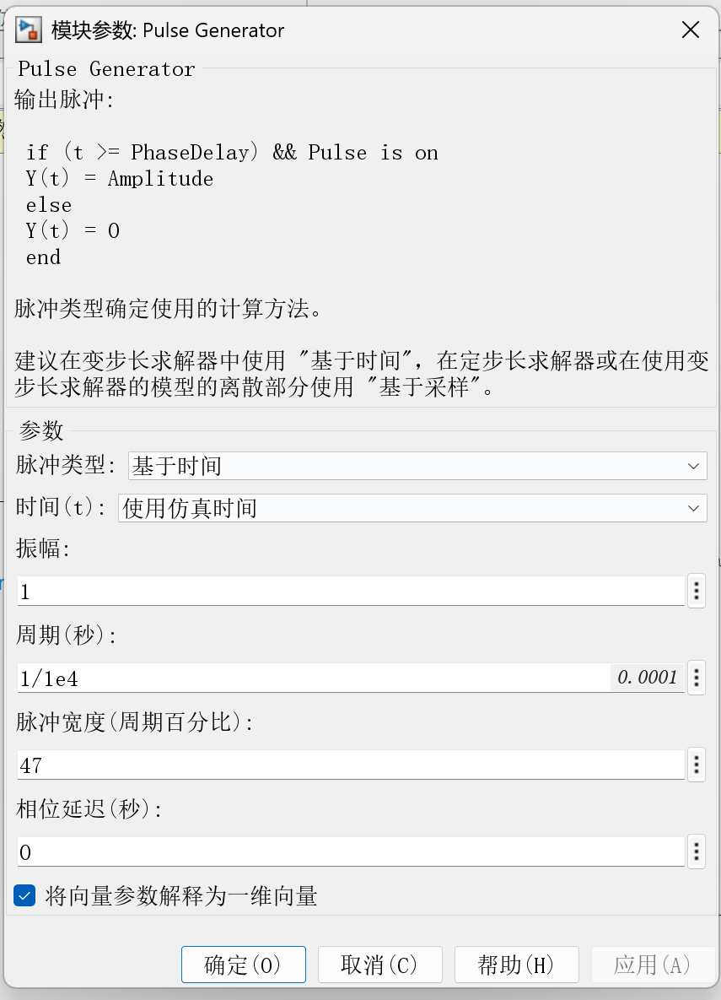 模块参数: Pulse Generator
Pulse Generator
输出脉冲:
if (t >= PhaseDelay) && Pulse is on
Y(t) = Amplitude
else
Y(t) = 0
end
脉冲类型确定使用的计算方法。
建议在变步长求解器中使用 "基于时间"，在定步长求解器或在使用变
步长求解器的模型的离散部分使用 "基于采样"。
参数
脉冲类型: 基于时间
时间(t): 使用仿真时间
振幅:
1
周期(秒):
1/1e4 0.0001
脉冲宽度(周期百分比):
47
相位延迟(秒):
0
将向量参数解释为一维向量
确定(O) 取消(C) 帮助(H) 应用(A)